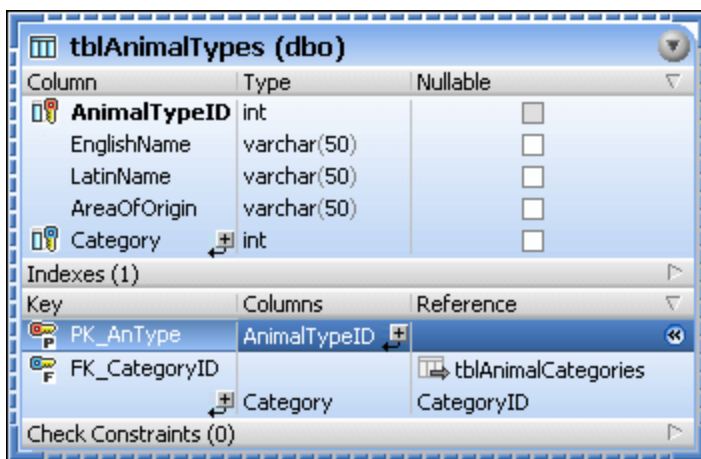 tblAnimalTypes (dbo)
Column Type Nullable
AnimalTypeID int
EnglishName varchar(50)
LatinName varchar(50)
AreaOfOrigin varchar(50)
Category int
Indexes (1)
Key Columns Reference
P PK_AnType AnimalTypeID
F FK_CategoryID tblAnimalCategories
Category CategoryID
Check Constraints (0)